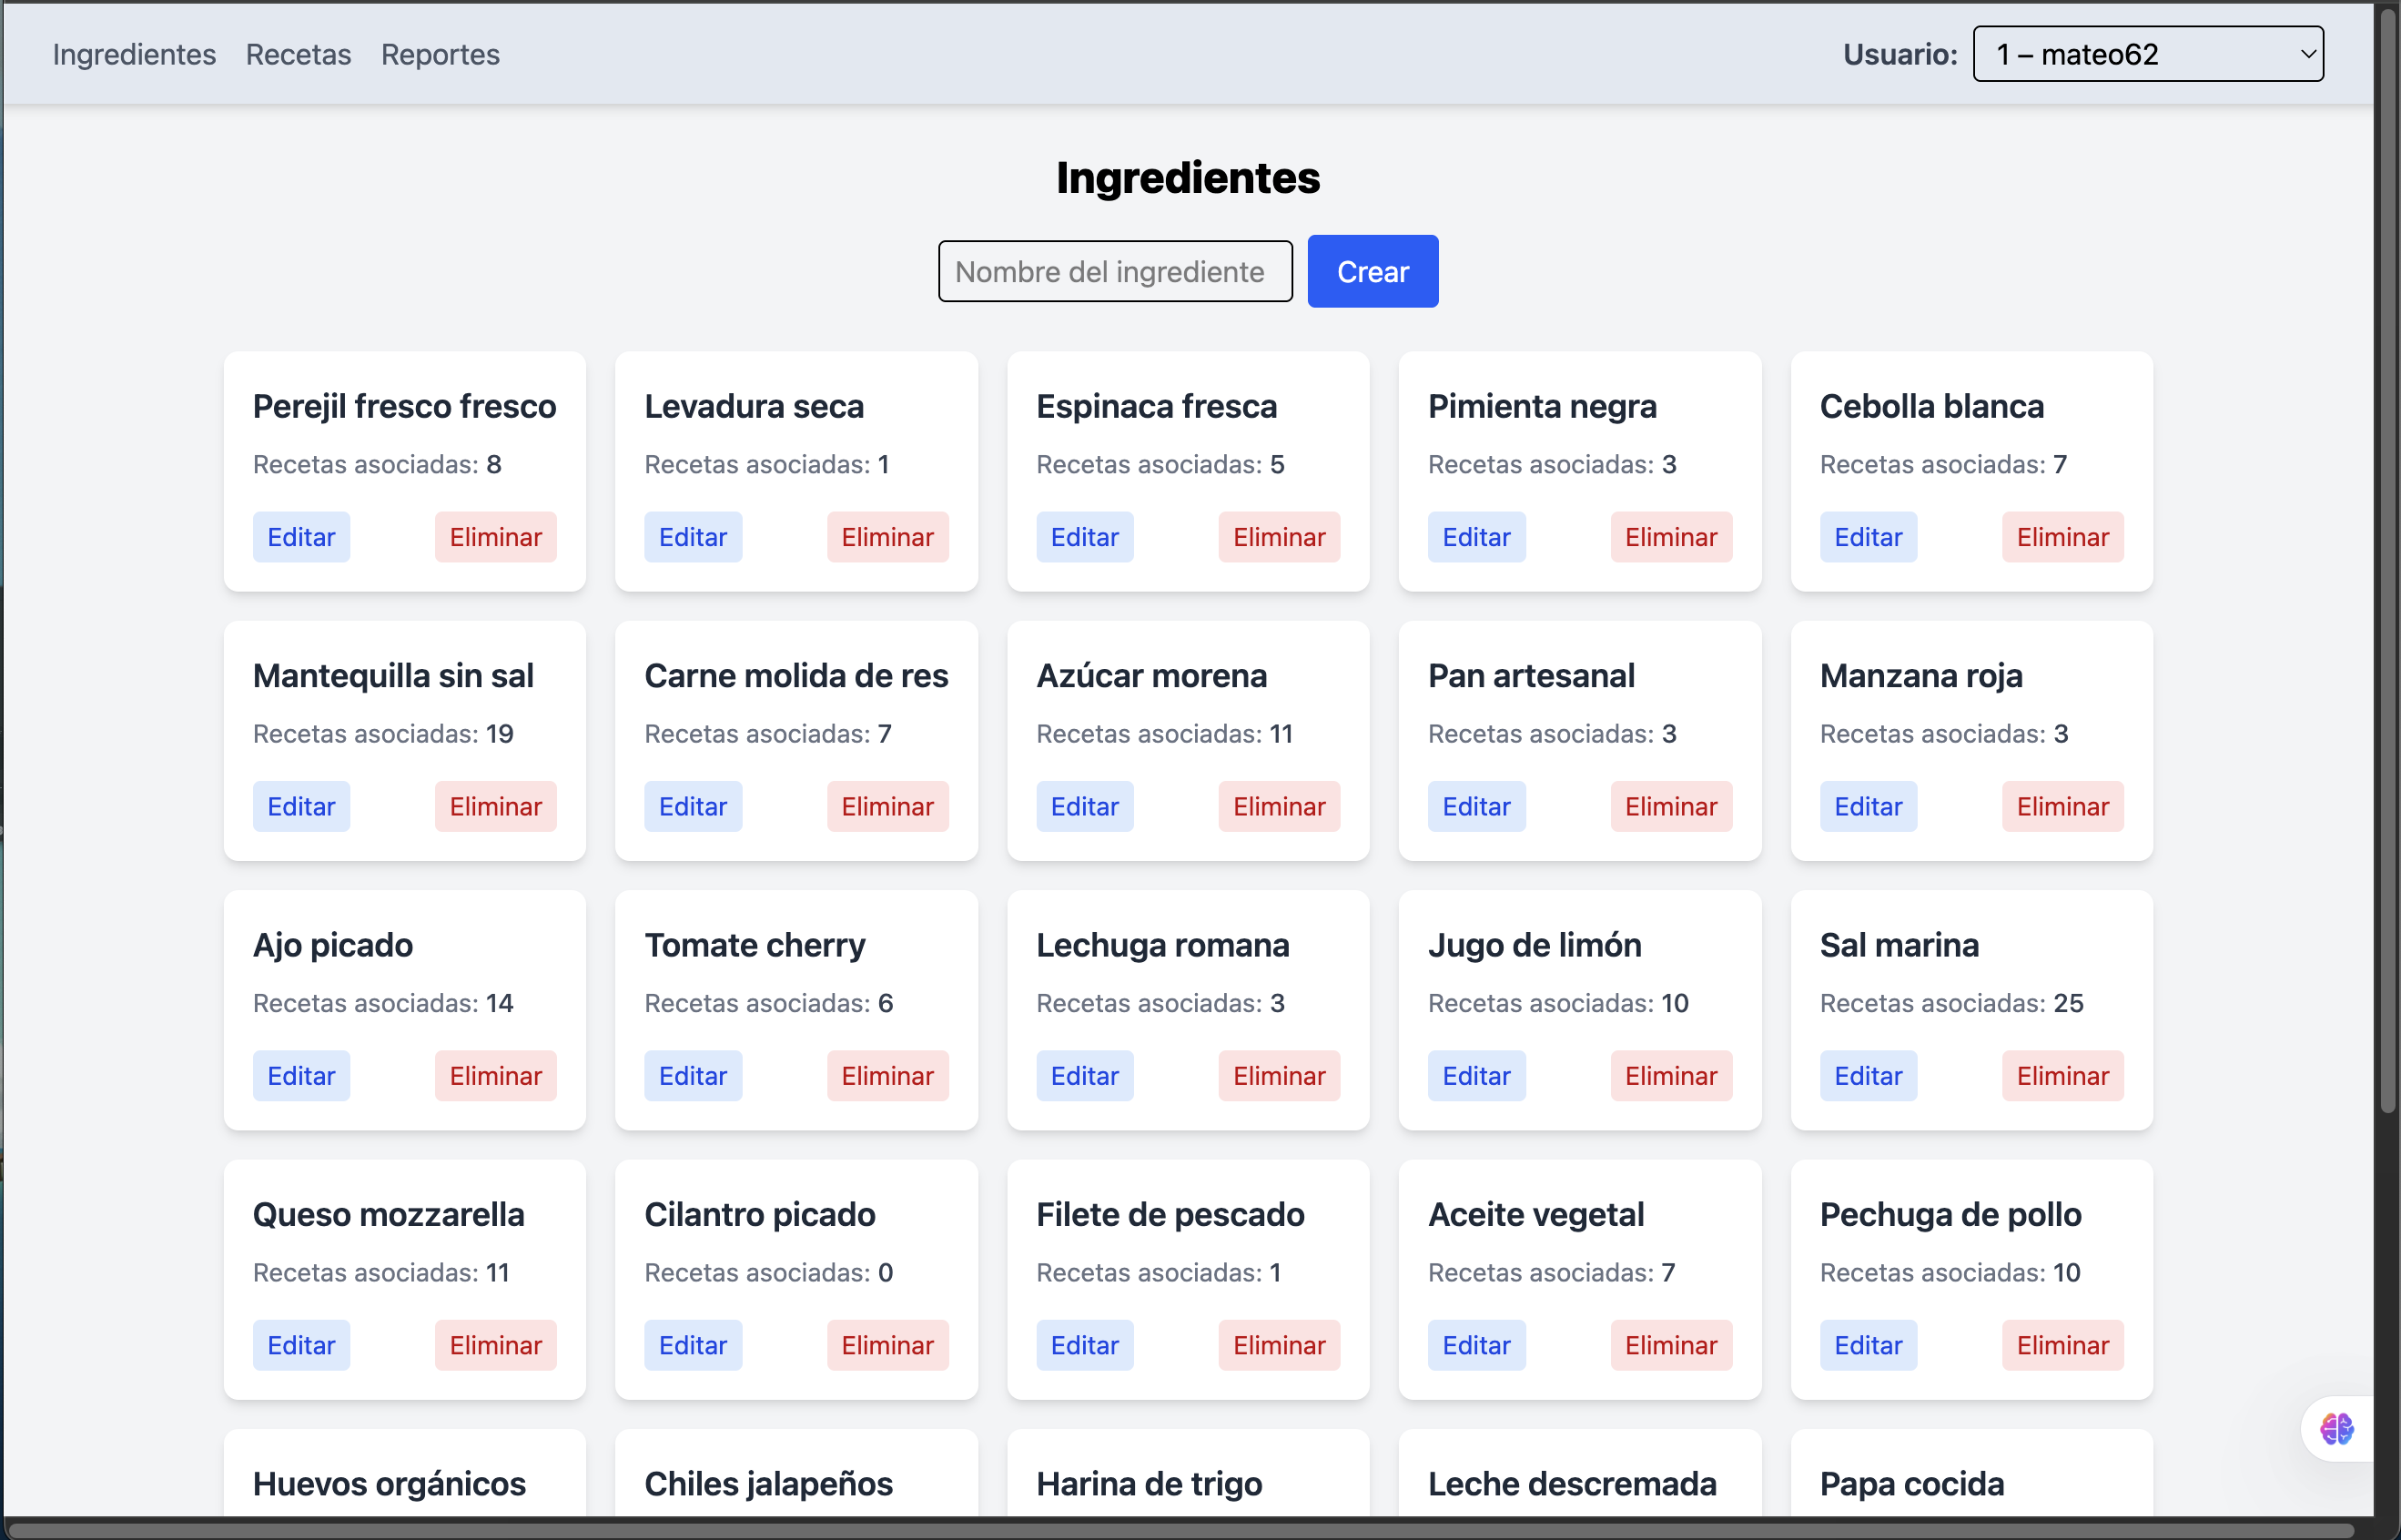 Ingredientes Recetas Reportes Usuario: 1 – mateo62
Ingredientes
Nombre del ingrediente Crear
Perejil fresco fresco Levadura seca Espinaca fresca Pimienta negra Cebolla blanca
Recetas asociadas: 8 Recetas asociadas: 1 Recetas asociadas: 5 Recetas asociadas: 3 Recetas asociadas: 7
Editar Eliminar Editar Eliminar Editar Eliminar Editar Eliminar Editar Eliminar
Mantequilla sin sal Carne molida de res Azúcar morena Pan artesanal Manzana roja
Recetas asociadas: 19 Recetas asociadas: 7 Recetas asociadas: 11 Recetas asociadas: 3 Recetas asociadas: 3
Editar Eliminar Editar Eliminar Editar Eliminar Editar Eliminar Editar Eliminar
Ajo picado Tomate cherry Lechuga romana Jugo de limón Sal marina
Recetas asociadas: 14 Recetas asociadas: 6 Recetas asociadas: 3 Recetas asociadas: 10 Recetas asociadas: 25
Editar Eliminar Editar Eliminar Editar Eliminar Editar Eliminar Editar Eliminar
Queso mozzarella Cilantro picado Filete de pescado Aceite vegetal Pechuga de pollo
Recetas asociadas: 11 Recetas asociadas: 0 Recetas asociadas: 1 Recetas asociadas: 7 Recetas asociadas: 10
Editar Eliminar Editar Eliminar Editar Eliminar Editar Eliminar Editar Eliminar
Huevos orgánicos Chiles jalapeños Harina de trigo Leche descremada Papa cocida